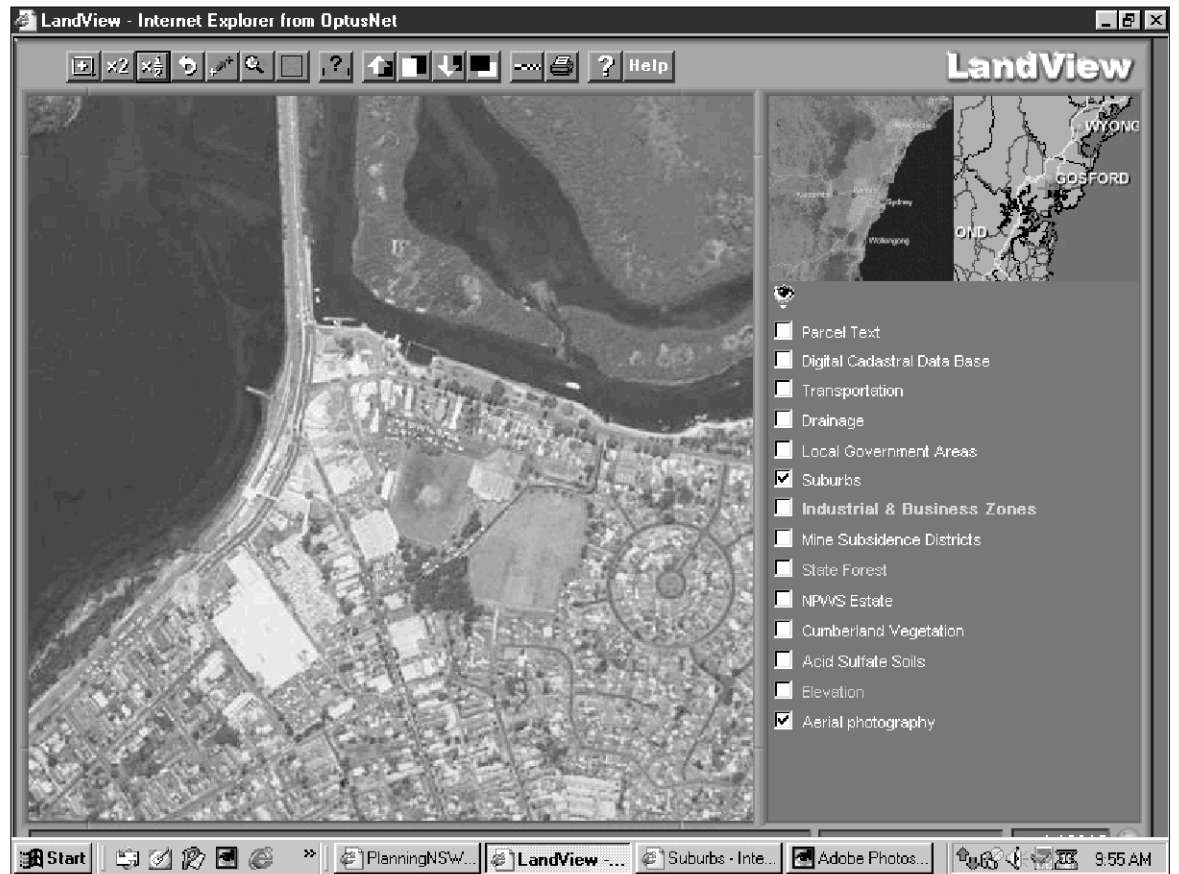 LandView - Internet Explorer from OptusNet
×2
?
? Help
LandView
WYONG
GOSFORD
Sydney
Wollongong
OND
Parcel Text
Digital Cadastral Data Base
Transportation
Drainage
Local Government Areas
Suburbs
Industrial & Business Zones
Mine Subsidence Districts
State Forest
NPWS Estate
Cumberland Vegetation
Acid Sulfate Soils
Elevation
Aerial photography
Start
»
PlanningNSW...
LandView -...
Suburbs - Inte...
Adobe Photos...
9:55 AM